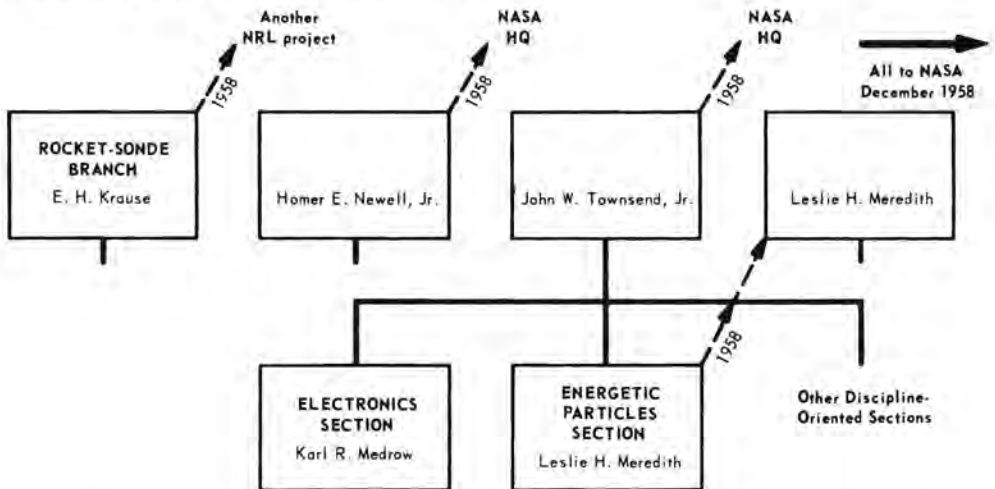 Another
NRL project
NASA
HQ
NASA
HQ
All to NASA
December 1958
1958
1958
1958
ROCKET-SONDE
BRANCH
E. H. Krause
Homer E. Newell, Jr.
John W. Townsend, Jr.
Leslie H. Meredith
1958
ELECTRONICS
SECTION
Karl R. Medrow
ENERGETIC
PARTICLES
SECTION
Leslie H. Meredith
Other Discipline-
Oriented Sections